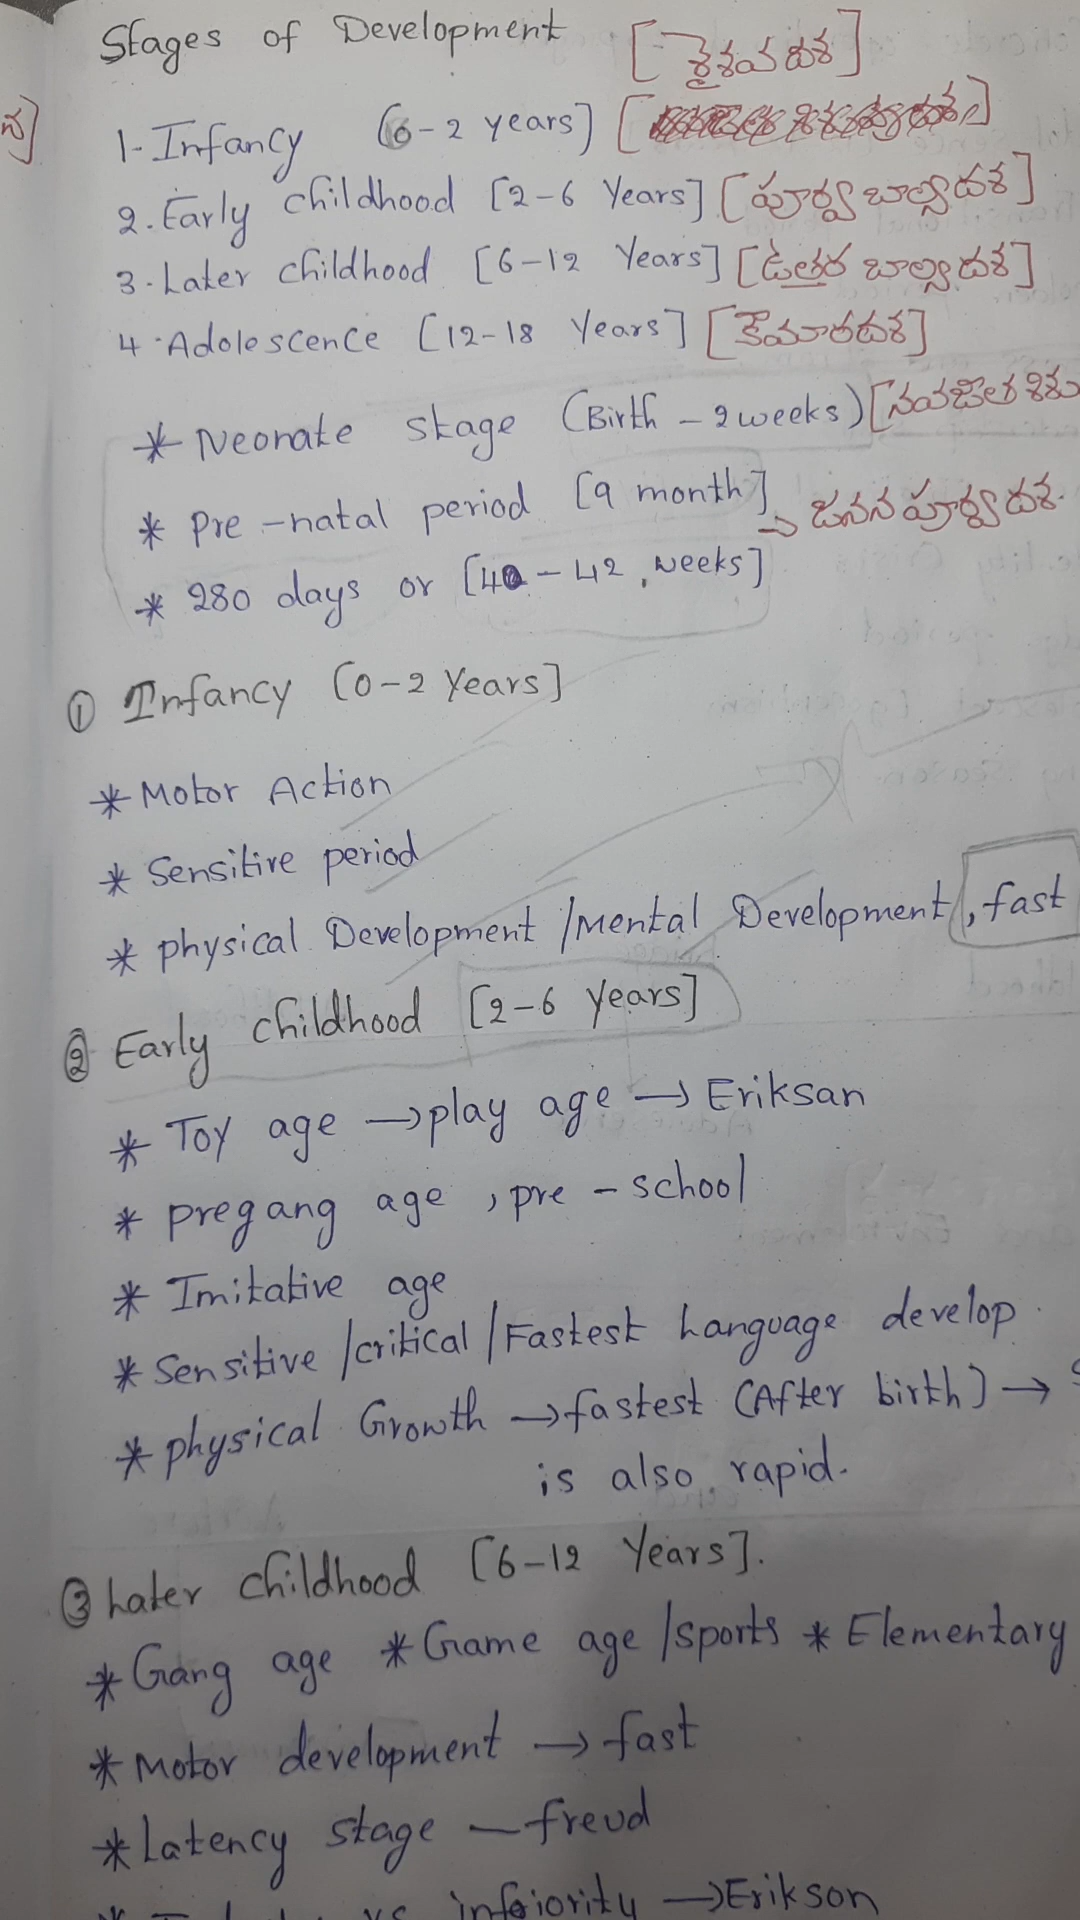 Stages of Development [శైశవ దశ]
1-Infancy (0-2 years]
2. Early childhood [2-6 Years] [పూర్వ బాల్య దశ]
3. Later childhood [6-12 Years] [ఉత్తర బాల్య దశ]
4. Adolescence [12-18 Years] [కౌమారదశ]
* Neonate stage (Birth - 2 weeks) [నవజాత శిశు
* Pre-natal period [9 month] → జనన పూర్వ దశ.
* 280 days or [40-42, weeks]
① Infancy [0-2 Years]
* Motor Action
* Sensitive period
* physical Development / Mental Development, fast
② Early childhood [2-6 Years]
* Toy age → play age → Eriksan
* pregang age, pre-school
* Imitative age
* Sensitive /critical / Fastest Language develop.
* physical Growth → fastest (After birth) →
is also rapid.
③ Later childhood [6-12 Years].
* Gang age * Game age /sports * Elementary
* Motor development → fast
* Latency stage - freud
* vs inferiority → Erikson